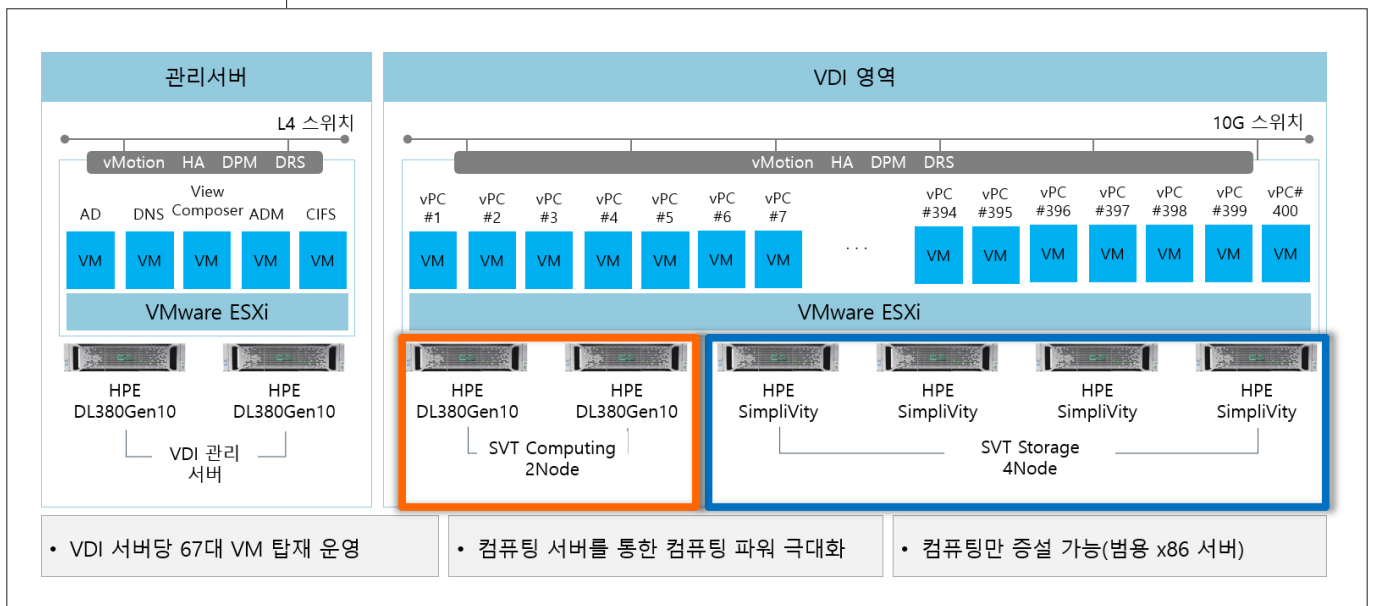 관리서버
L4 스위치
vMotion HA DPM DRS
AD
DNS
View
Composer
ADM
CIFS
VM VM VM VM VM
VMware ESXi
HPE
DL380Gen10
HPE
DL380Gen10
VDI 관리
서버
VDI 영역
10G 스위치
vMotion HA DPM DRS
vPC
#1
vPC
#2
vPC
#3
vPC
#4
vPC
#5
vPC
#6
vPC
#7
...
vPC
#394
vPC
#395
vPC
#396
vPC
#397
vPC
#398
vPC
#399
vPC#
400
VM VM VM VM VM VM VM VM VM VM VM VM VM VM
VMware ESXi
HPE
DL380Gen10
HPE
DL380Gen10
SVT Computing
2Node
HPE
SimpliVity
HPE
SimpliVity
HPE
SimpliVity
HPE
SimpliVity
SVT Storage
4Node
• VDI 서버당 67대 VM 탑재 운영
• 컴퓨팅 서버를 통한 컴퓨팅 파워 극대화
• 컴퓨팅만 증설 가능(범용 x86 서버)